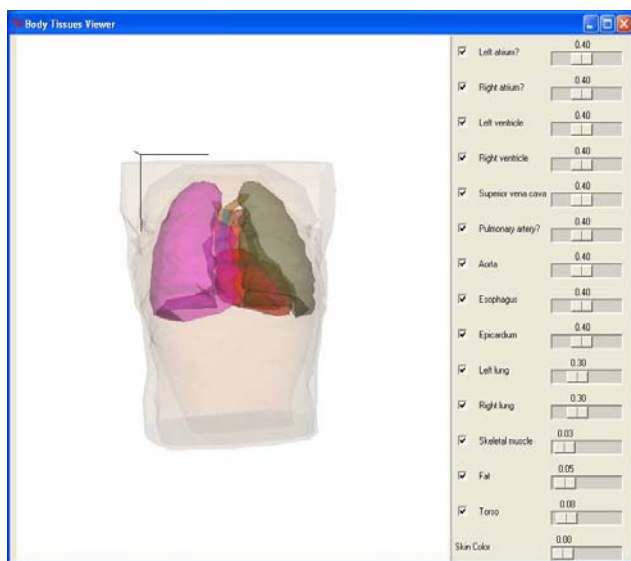 Body Tissues Viewer
0.40
Left atrium?
0.40
Right atrium?
0.40
Left ventricle
0.40
Right ventricle
0.40
Superior vena cava
0.40
Pulmonary artery?
0.40
Aorta
0.40
Esophagus
0.40
Epicardium
0.30
Left lung
0.30
Right lung
0.03
Skeletal muscle
0.05
Fat
0.08
Torso
0.00
Skin Color